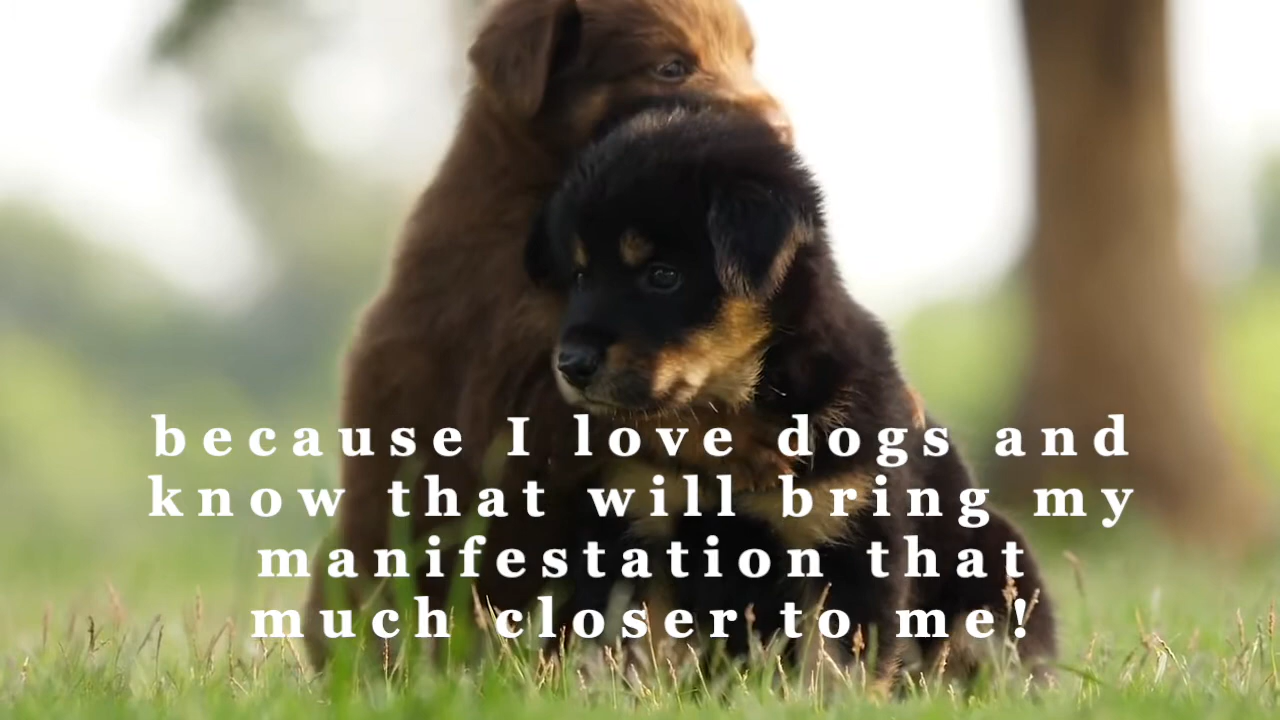 because I love dogs and
know that will bring my
manifestation that
much closer to me!